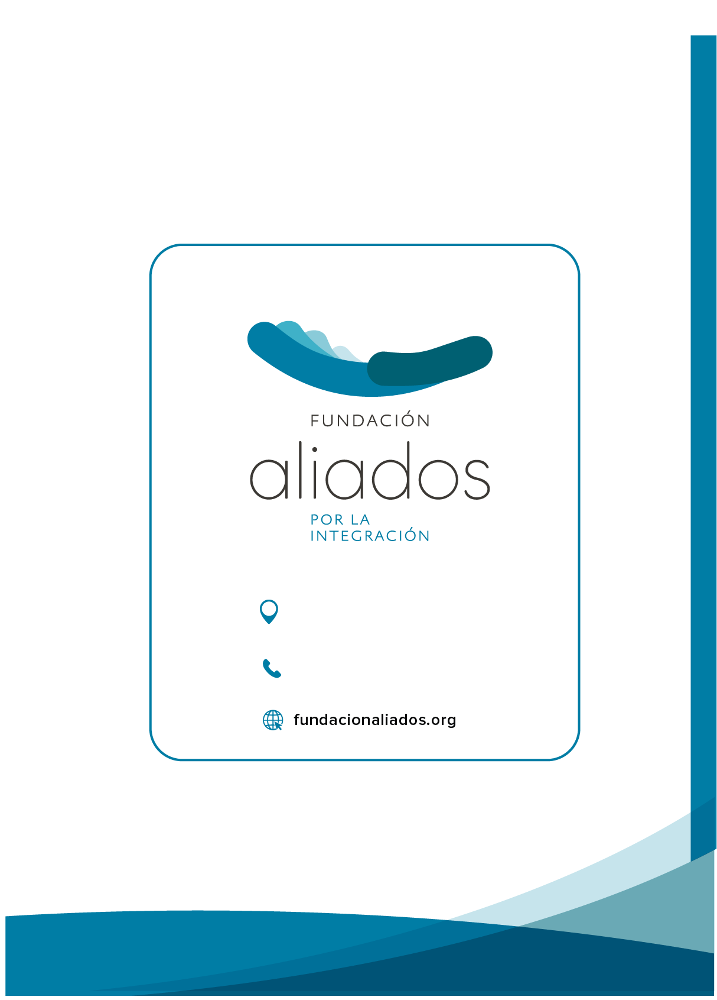 FUNDACIÓN
aliados
POR LA
INTEGRACIÓN
fundacionaliados.org